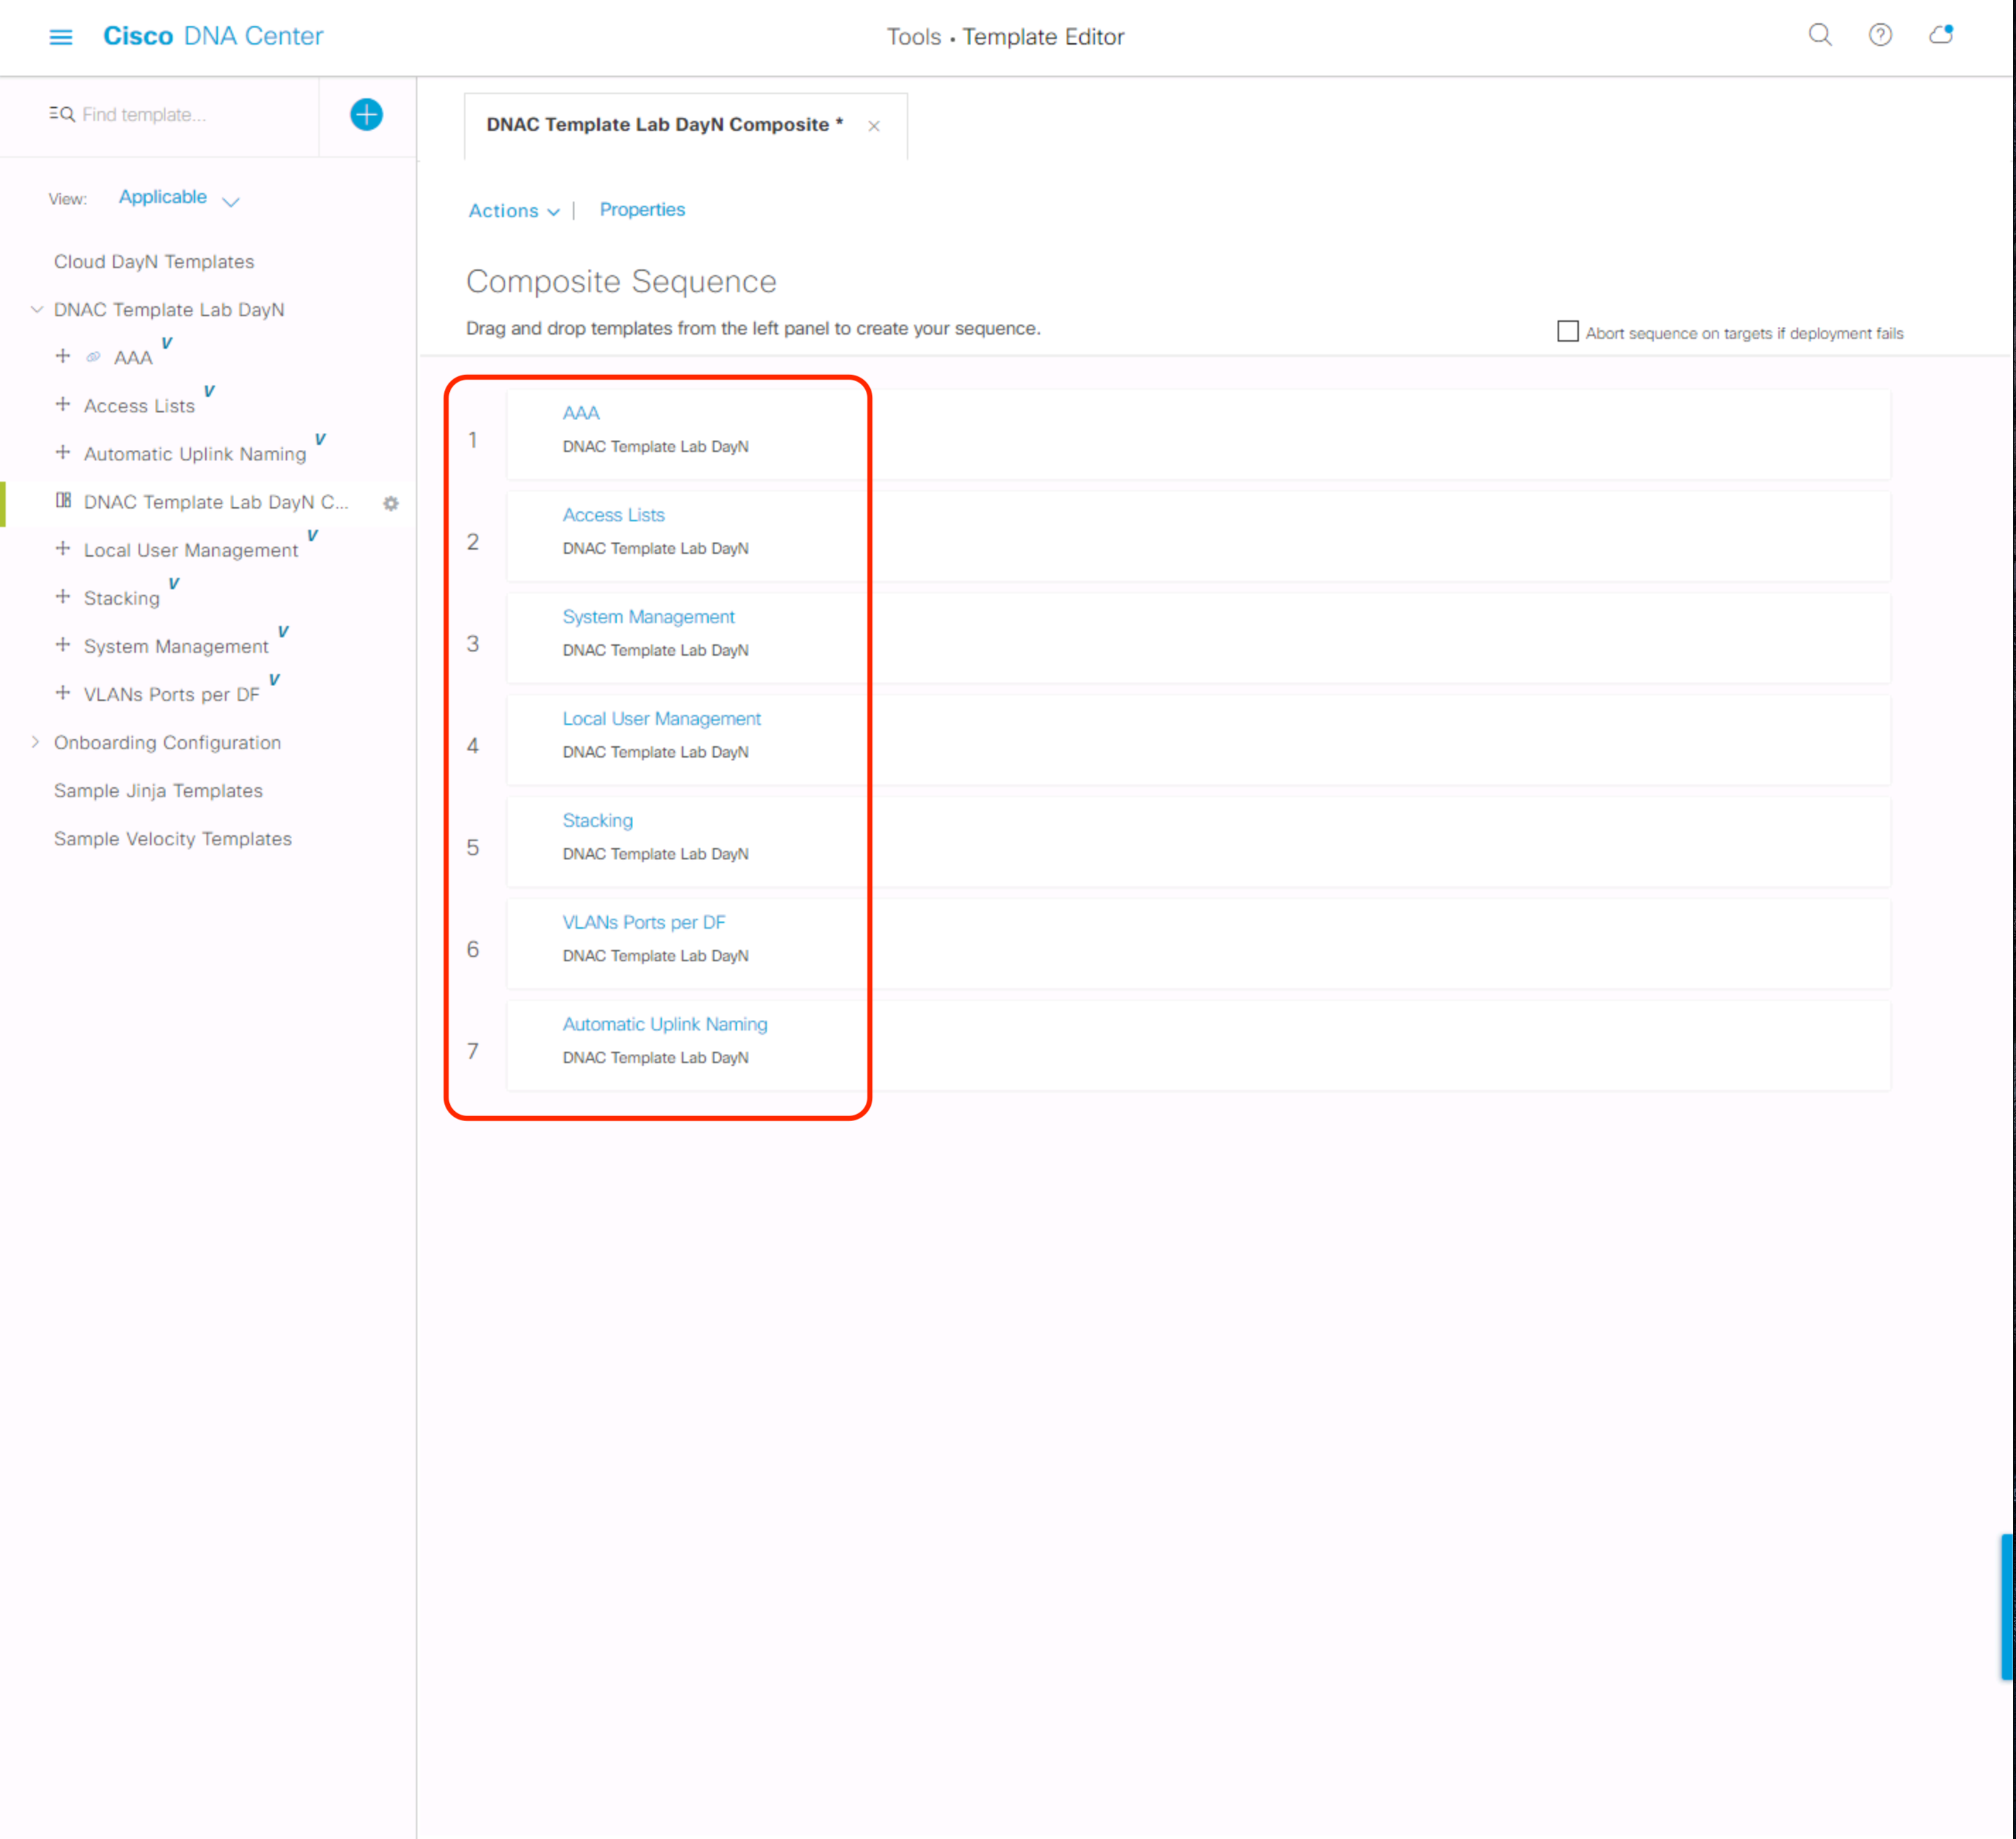 Cisco DNA Center
Tools • Template Editor
Find template...
View: Applicable
Cloud DayN Templates
DNAC Template Lab DayN
AAA V
Access Lists V
Automatic Uplink Naming V
DNAC Template Lab DayN C...
Local User Management V
Stacking V
System Management V
VLANs Ports per DF V
Onboarding Configuration
Sample Jinja Templates
Sample Velocity Templates
DNAC Template Lab DayN Composite *
Actions | Properties
Composite Sequence
Drag and drop templates from the left panel to create your sequence.
Abort sequence on targets if deployment fails
1
AAA
DNAC Template Lab DayN
2
Access Lists
DNAC Template Lab DayN
3
System Management
DNAC Template Lab DayN
4
Local User Management
DNAC Template Lab DayN
5
Stacking
DNAC Template Lab DayN
6
VLANs Ports per DF
DNAC Template Lab DayN
7
Automatic Uplink Naming
DNAC Template Lab DayN